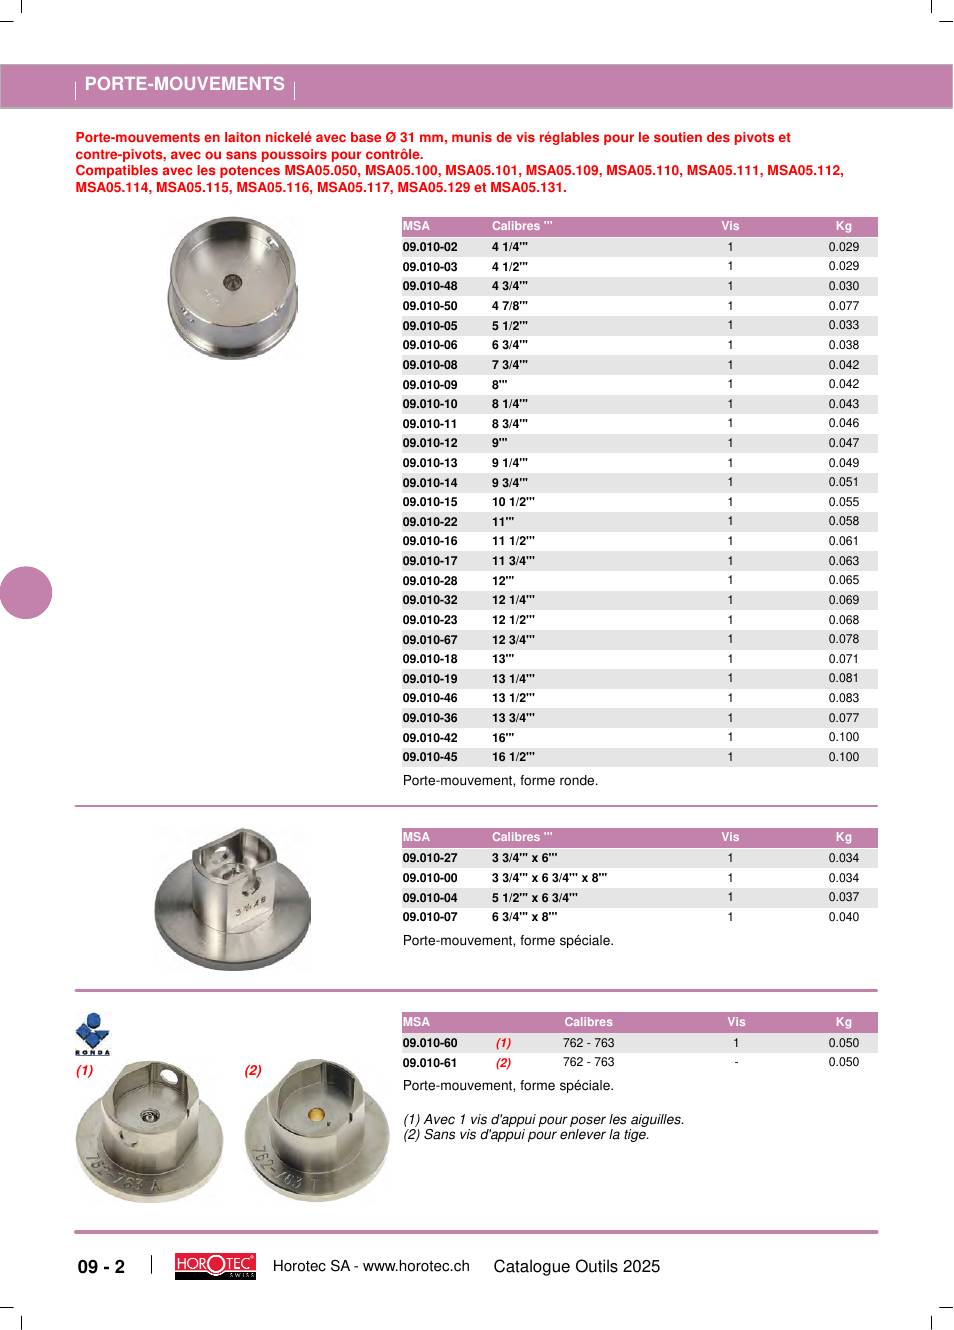 PORTE-MOUVEMENTS
Porte-mouvements en laiton nickelé avec base Ø 31 mm, munis de vis réglables pour le soutien des pivots et
contre-pivots, avec ou sans poussoirs pour contrôle.
Compatibles avec les potences MSA05.050, MSA05.100, MSA05.101, MSA05.109, MSA05.110, MSA05.111, MSA05.112,
MSA05.114, MSA05.115, MSA05.116, MSA05.117, MSA05.129 et MSA05.131.
MSA Calibres ''' Vis Kg
09.010-02 4 1/4''' 1 0.029
09.010-03 4 1/2''' 1 0.029
09.010-48 4 3/4''' 1 0.030
09.010-50 4 7/8''' 1 0.077
09.010-05 5 1/2''' 1 0.033
09.010-06 6 3/4''' 1 0.038
09.010-08 7 3/4''' 1 0.042
09.010-09 8''' 1 0.042
09.010-10 8 1/4''' 1 0.043
09.010-11 8 3/4''' 1 0.046
09.010-12 9''' 1 0.047
09.010-13 9 1/4''' 1 0.049
09.010-14 9 3/4''' 1 0.051
09.010-15 10 1/2''' 1 0.055
09.010-22 11''' 1 0.058
09.010-16 11 1/2''' 1 0.061
09.010-17 11 3/4''' 1 0.063
09.010-28 12''' 1 0.065
09.010-32 12 1/4''' 1 0.069
09.010-23 12 1/2''' 1 0.068
09.010-67 12 3/4''' 1 0.078
09.010-18 13''' 1 0.071
09.010-19 13 1/4''' 1 0.081
09.010-46 13 1/2''' 1 0.083
09.010-36 13 3/4''' 1 0.077
09.010-42 16''' 1 0.100
09.010-45 16 1/2''' 1 0.100
Porte-mouvement, forme ronde.
MSA Calibres ''' Vis Kg
09.010-27 3 3/4''' x 6''' 1 0.034
09.010-00 3 3/4''' x 6 3/4''' x 8''' 1 0.034
09.010-04 5 1/2''' x 6 3/4''' 1 0.037
09.010-07 6 3/4''' x 8''' 1 0.040
Porte-mouvement, forme spéciale.
RONDA
(1) (2)
762-763 A
762-763 T
MSA Calibres Vis Kg
09.010-60 (1) 762 - 763 1 0.050
09.010-61 (2) 762 - 763 - 0.050
Porte-mouvement, forme spéciale.
(1) Avec 1 vis d'appui pour poser les aiguilles.
(2) Sans vis d'appui pour enlever la tige.
09 - 2 HOROTEC SWISS Horotec SA - www.horotec.ch Catalogue Outils 2025